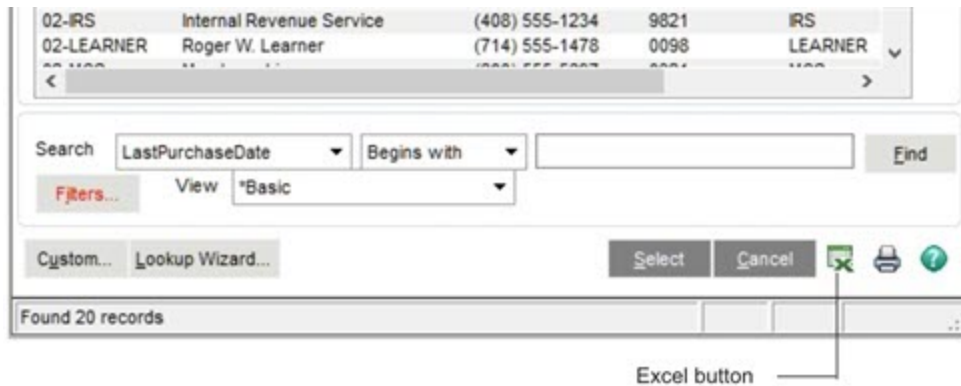 02-IRS Internal Revenue Service (408) 555-1234 9821 IRS
02-LEARNER Roger W. Learner (714) 555-1478 0098 LEARNER
Search LastPurchaseDate Begins with Find
Filters... View *Basic
Custom... Lookup Wizard... Select Cancel
Found 20 records
Excel button